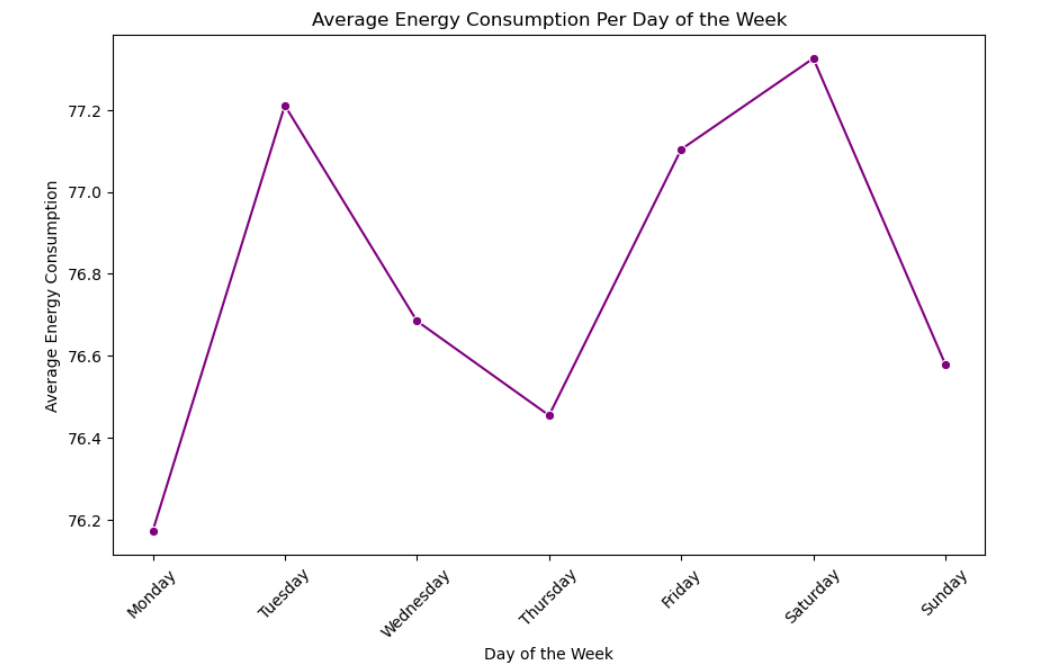 Average Energy Consumption Per Day of the Week
Average Energy Consumption
77.2
77.0
76.8
76.6
76.4
76.2
Monday
Tuesday
Wednesday
Thursday
Friday
Saturday
Sunday
Day of the Week